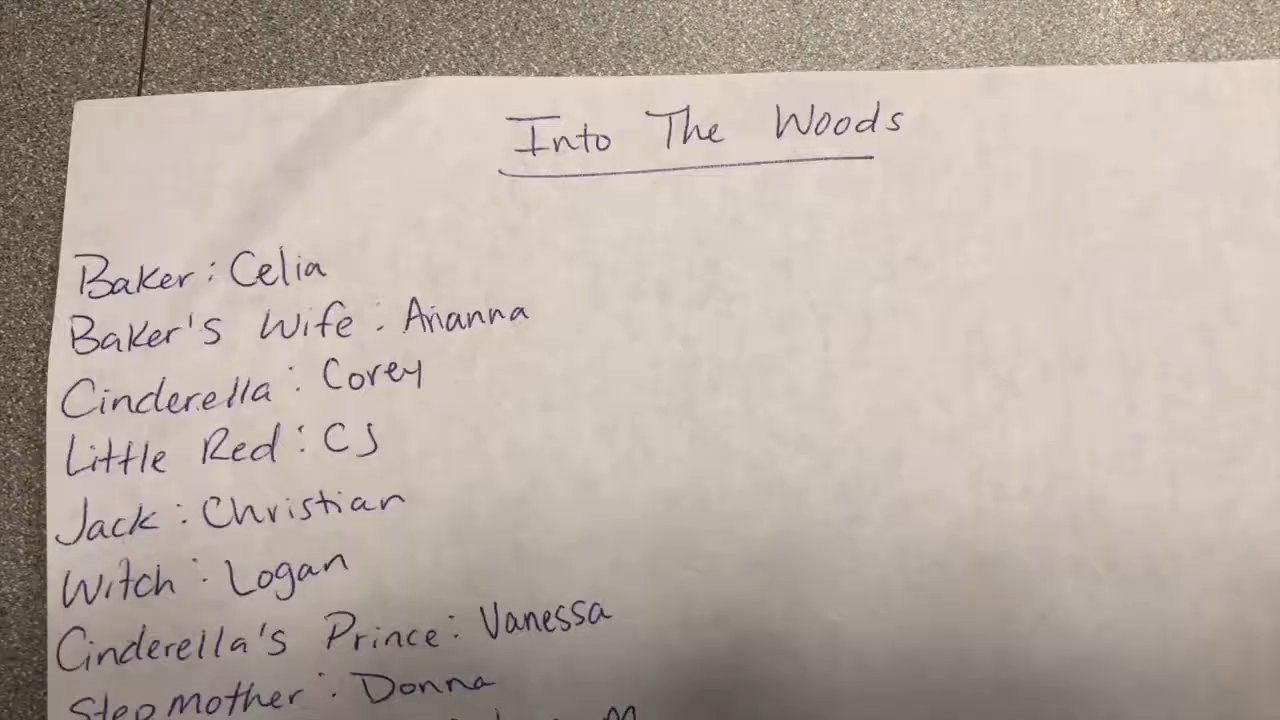 Into The Woods
Baker: Celia
Baker's Wife: Arianna
Cinderella: Corey
Little Red: CJ
Jack: Christian
Witch: Logan
Cinderella's Prince: Vanessa
Stepmother: Donna